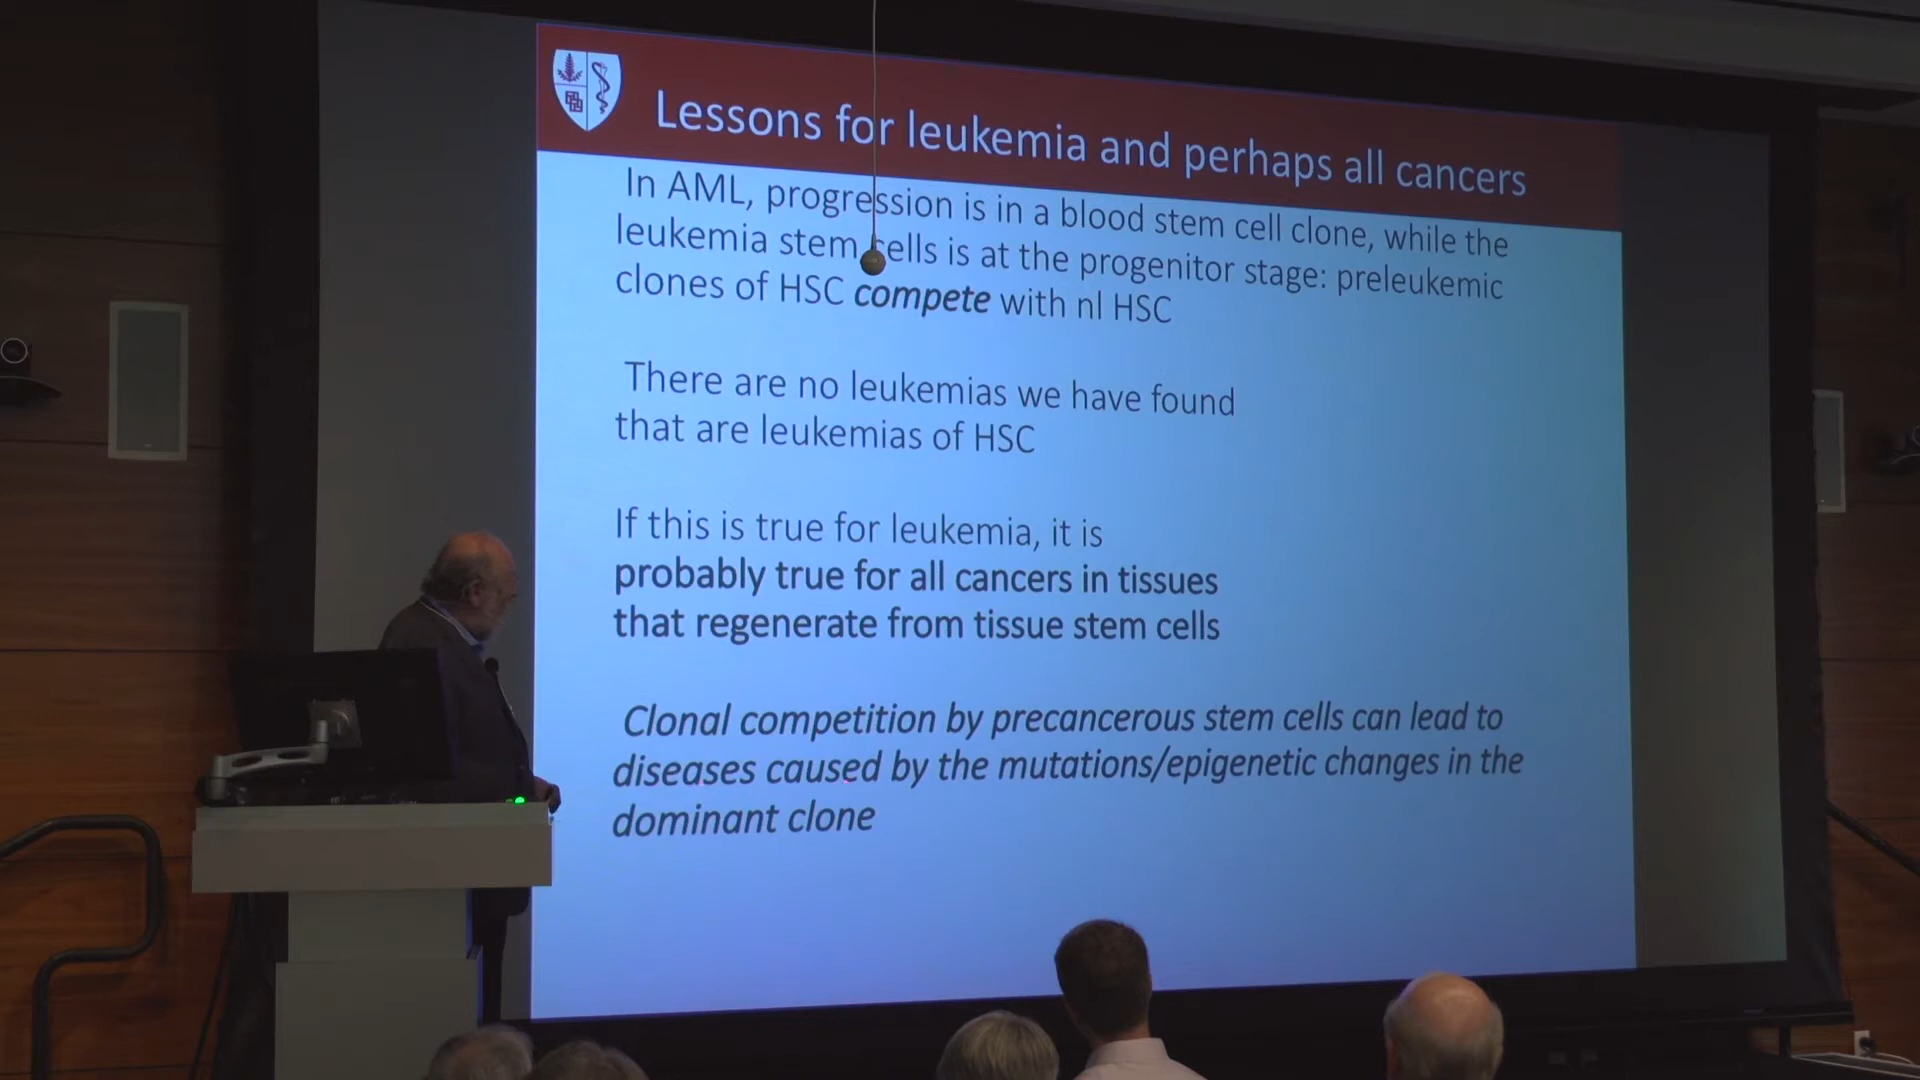 Lessons for leukemia and perhaps all cancers
In AML, progression is in a blood stem cell clone, while the
leukemia stem cells is at the progenitor stage: preleukemic
clones of HSC compete with nl HSC
There are no leukemias we have found
that are leukemias of HSC
If this is true for leukemia, it is
probably true for all cancers in tissues
that regenerate from tissue stem cells
Clonal competition by precancerous stem cells can lead to
diseases caused by the mutations/epigenetic changes in the
dominant clone